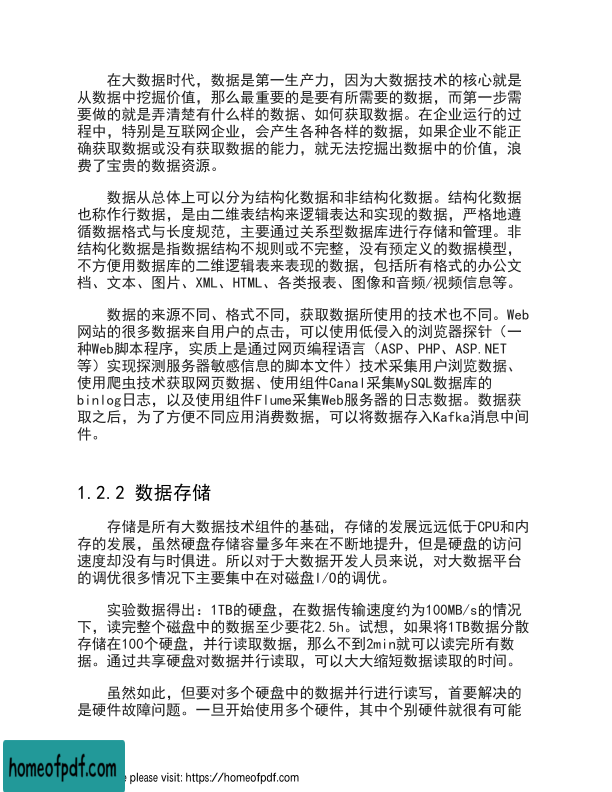 在大数据时代，数据是第一生产力，因为大数据技术的核心就是
从数据中挖掘价值，那么最重要的是要有所需要的数据，而第一步需
要做的就是弄清楚有什么样的数据、如何获取数据。在企业运行的过
程中，特别是互联网企业，会产生各种各样的数据，如果企业不能正
确获取数据或没有获取数据的能力，就无法挖掘出数据中的价值，浪
费了宝贵的数据资源。
数据从总体上可以分为结构化数据和非结构化数据。结构化数据
也称作行数据，是由二维表结构来逻辑表达和实现的数据，严格地遵
循数据格式与长度规范，主要通过关系型数据库进行存储和管理。非
结构化数据是指数据结构不规则或不完整，没有预定义的数据模型，
不方便用数据库的二维逻辑表来表现的数据，包括所有格式的办公文
档、文本、图片、XML、HTML、各类报表、图像和音频/视频信息等。
数据的来源不同、格式不同，获取数据所使用的技术也不同。Web
网站的很多数据来自用户的点击，可以使用低侵入的浏览器探针（一
种Web脚本程序，实质上是通过网页编程语言（ASP、PHP、ASP.NET
等）实现探测服务器敏感信息的脚本文件）技术采集用户浏览数据、
使用爬虫技术获取网页数据、使用组件Canal采集MySQL数据库的
binlog日志，以及使用组件Flume采集Web服务器的日志数据。数据获
取之后，为了方便不同应用消费数据，可以将数据存入Kafka消息中间
件。
1.2.2 数据存储
存储是所有大数据技术组件的基础，存储的发展远远低于CPU和内
存的发展，虽然硬盘存储容量多年来在不断地提升，但是硬盘的访问
速度却没有与时俱进。所以对于大数据开发人员来说，对大数据平台
的调优很多情况下主要集中在对磁盘I/O的调优。
实验数据得出：1TB的硬盘，在数据传输速度约为100MB/s的情况
下，读完整个磁盘中的数据至少要花2.5h。试想，如果将1TB数据分散
存储在100个硬盘，并行读取数据，那么不到2min就可以读完所有数
据。通过共享硬盘对数据并行读取，可以大大缩短数据读取的时间。
虽然如此，但要对多个硬盘中的数据并行进行读写，首要解决的
是硬件故障问题。一旦开始使用多个硬件，其中个别硬件就很有可能
homeofpdf.com
please visit: https://homeofpdf.com